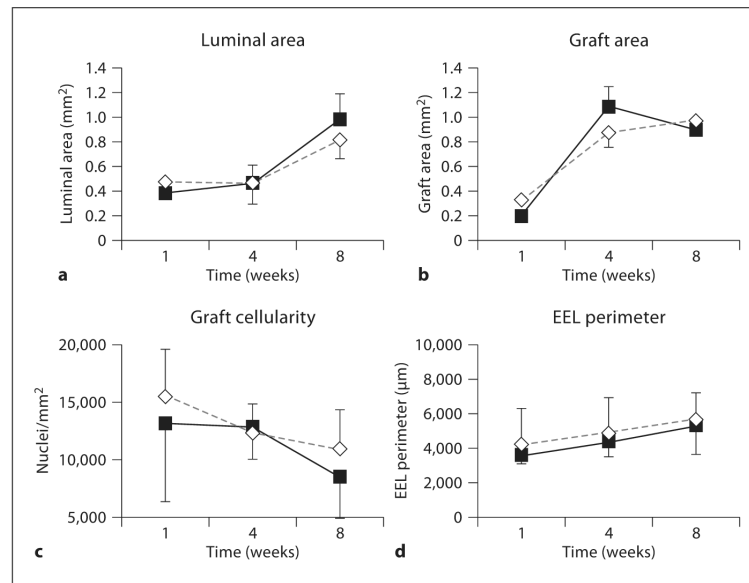 Luminal area
1.4
1.2
1.0
0.8
0.6
0.4
0.2
0
Luminal area (mm²)
1 4 8
Time (weeks)
a
Graft area
1.4
1.2
1.0
0.8
0.6
0.4
0.2
0
Graft area (mm²)
1 4 8
Time (weeks)
b
Graft cellularity
20,000
15,000
10,000
5,000
Nuclei/mm²
1 4 8
Time (weeks)
c
EEL perimeter
10,000
8,000
6,000
4,000
2,000
0
EEL perimeter (μm)
1 4 8
Time (weeks)
d